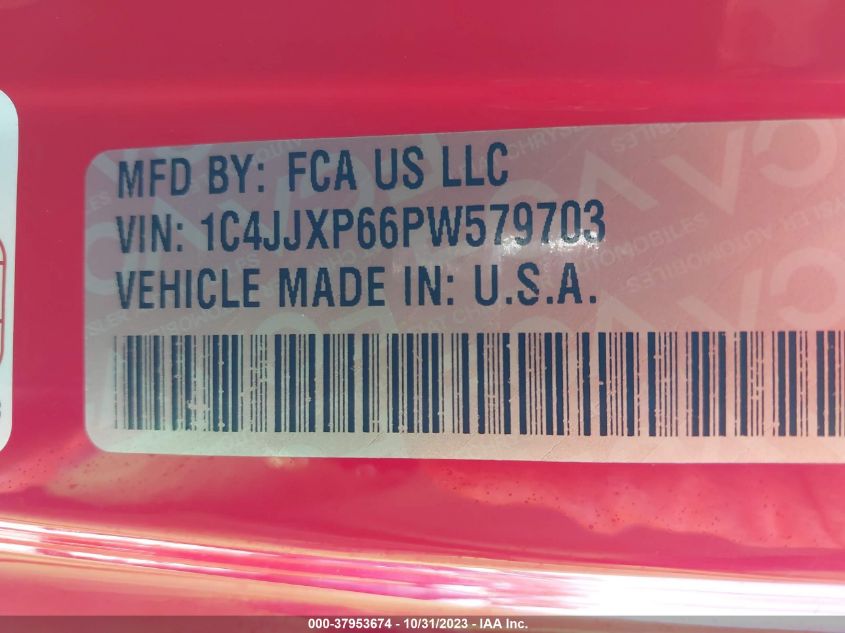 MFD BY: FCA US LLC
VIN: 1C4JJXP66PW579703
VEHICLE MADE IN: U.S.A.
000-37953674 - 10/31/2023 - IAA Inc.